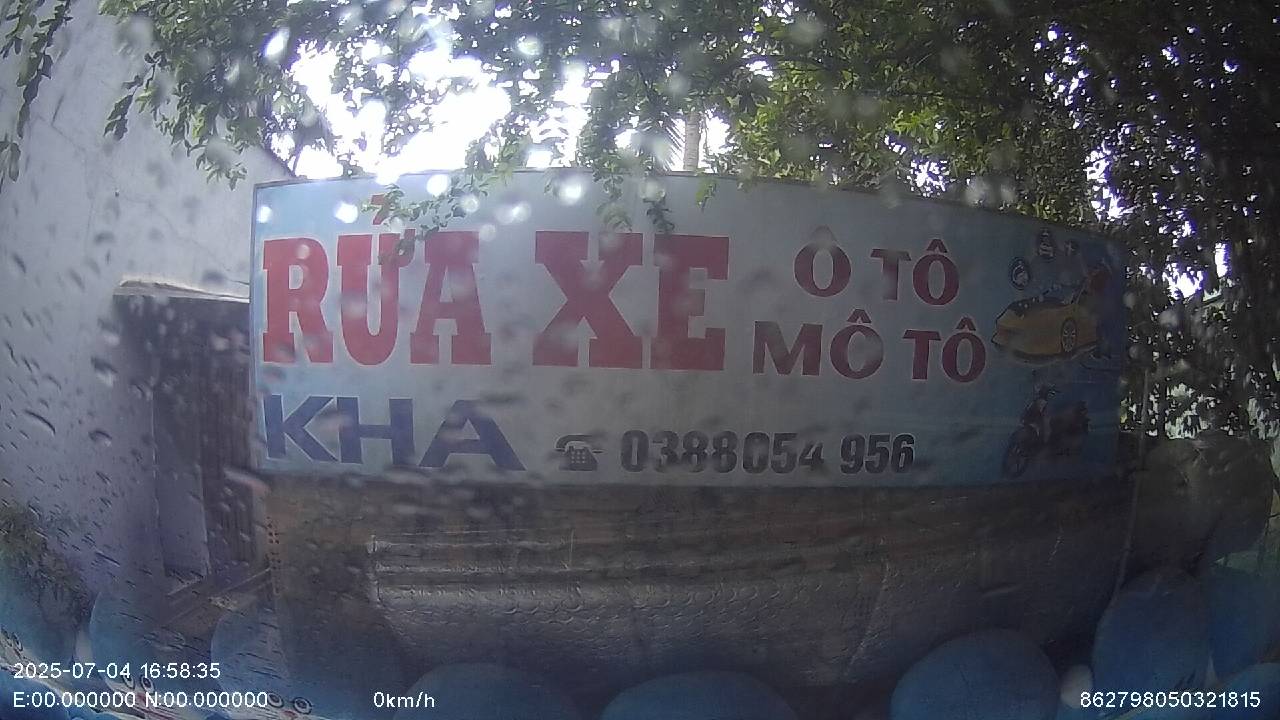 RỬA XE Ô TÔ
MÔ TÔ
KHA ☎ 0388054 956
2025-07-04 16:58:35
E:00.000000 N:00.000000 0km/h 862798050321815